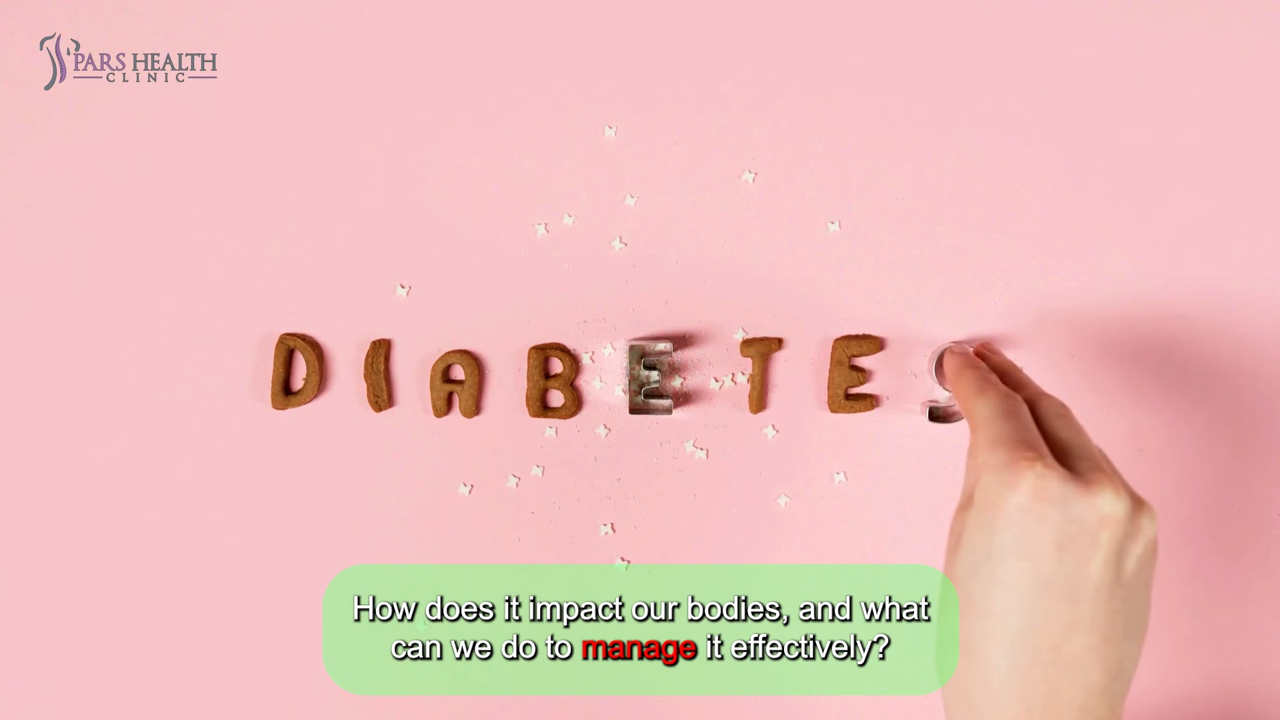 PARS HEALTH
CLINIC
DIABETES
How does it impact our bodies, and what
can we do to manage it effectively?